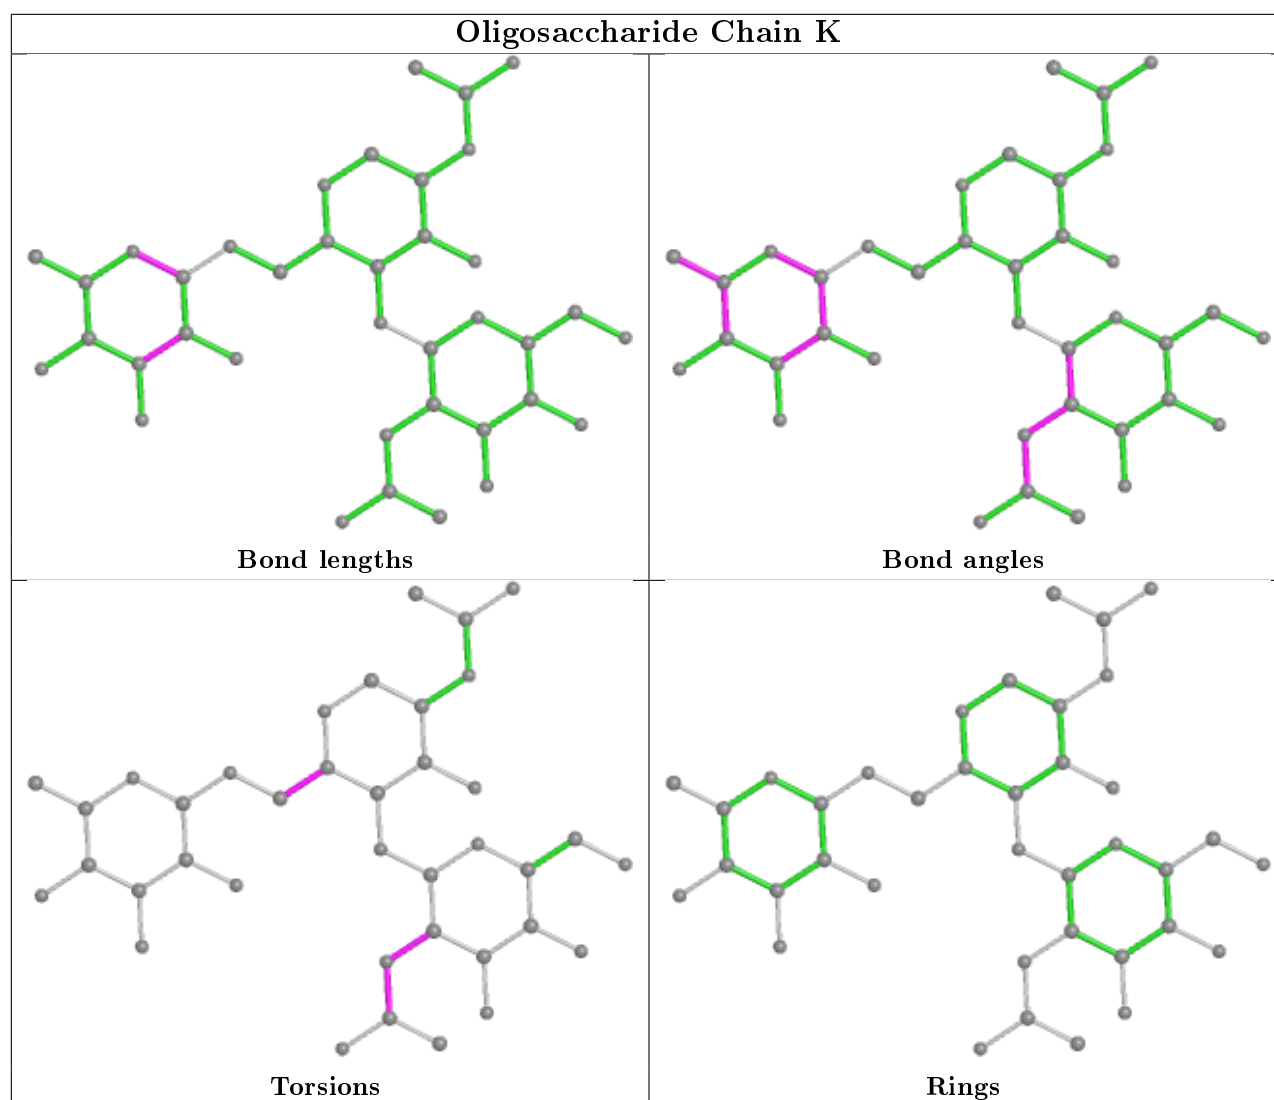 Oligosaccharide Chain K
Bond lengths
Bond angles
Torsions
Rings